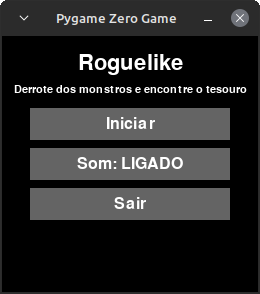 Pygame Zero Game
Roguelike
Derrote dos monstros e encontre o tesouro
Iniciar
Som: LIGADO
Sair